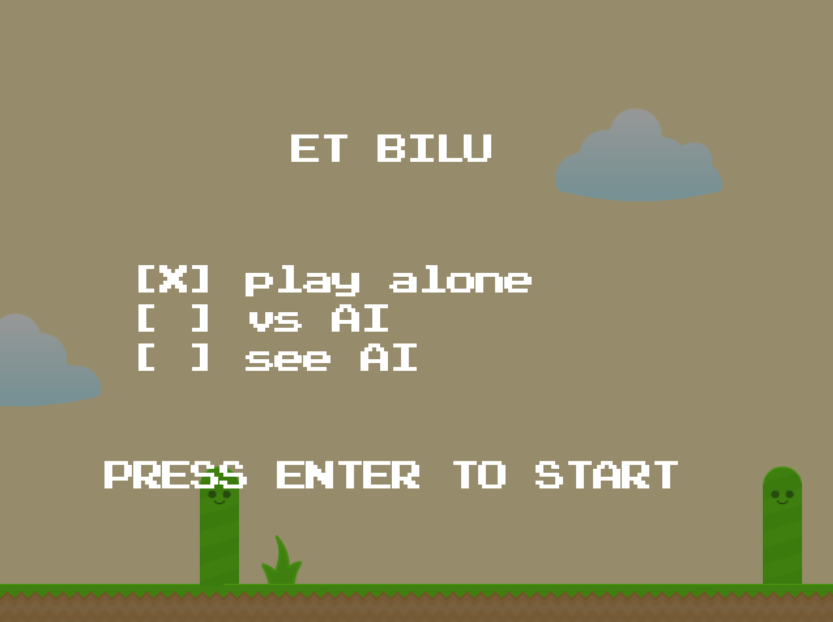 ET BILU
[X] play alone
[ ] vs AI
[ ] see AI
PRESS ENTER TO START